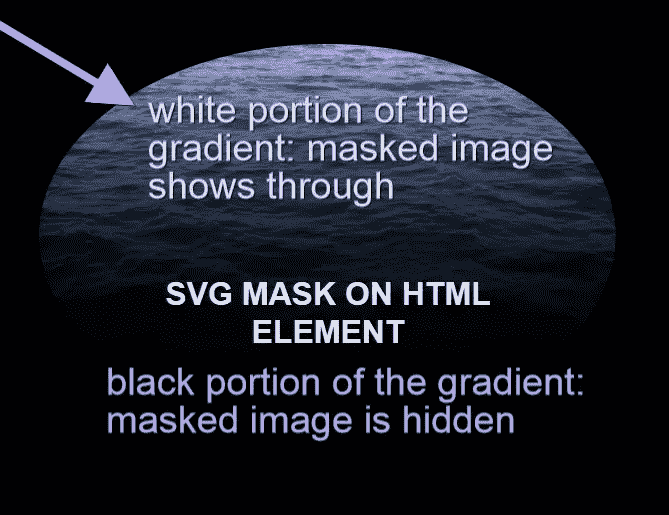 white portion of the
gradient: masked image
shows through
SVG MASK ON HTML
ELEMENT
black portion of the gradient:
masked image is hidden